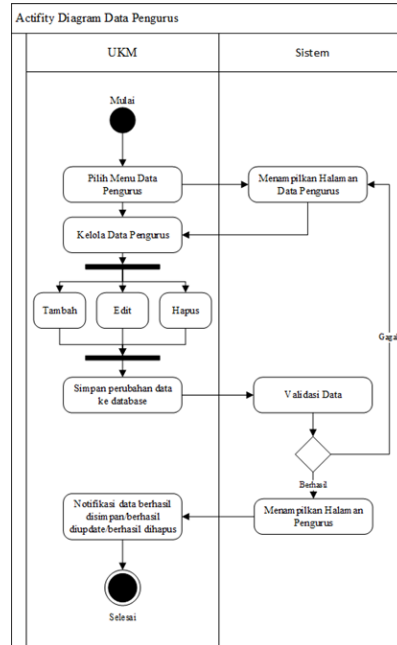 Actifity Diagram Data Pengurus
UKM
Sistem
Mulai
Pilih Menu Data
Pengurus
Menampilkan Halaman
Data Pengurus
Kelola Data Pengurus
Tambah
Edit
Hapus
Gagal
Simpan perubahan data
ke database
Validasi Data
Berhasil
Notifikasi data berhasil
disimpan/berhasil
diupdate/berhasil dihapus
Menampilkan Halaman
Pengurus
Selesai